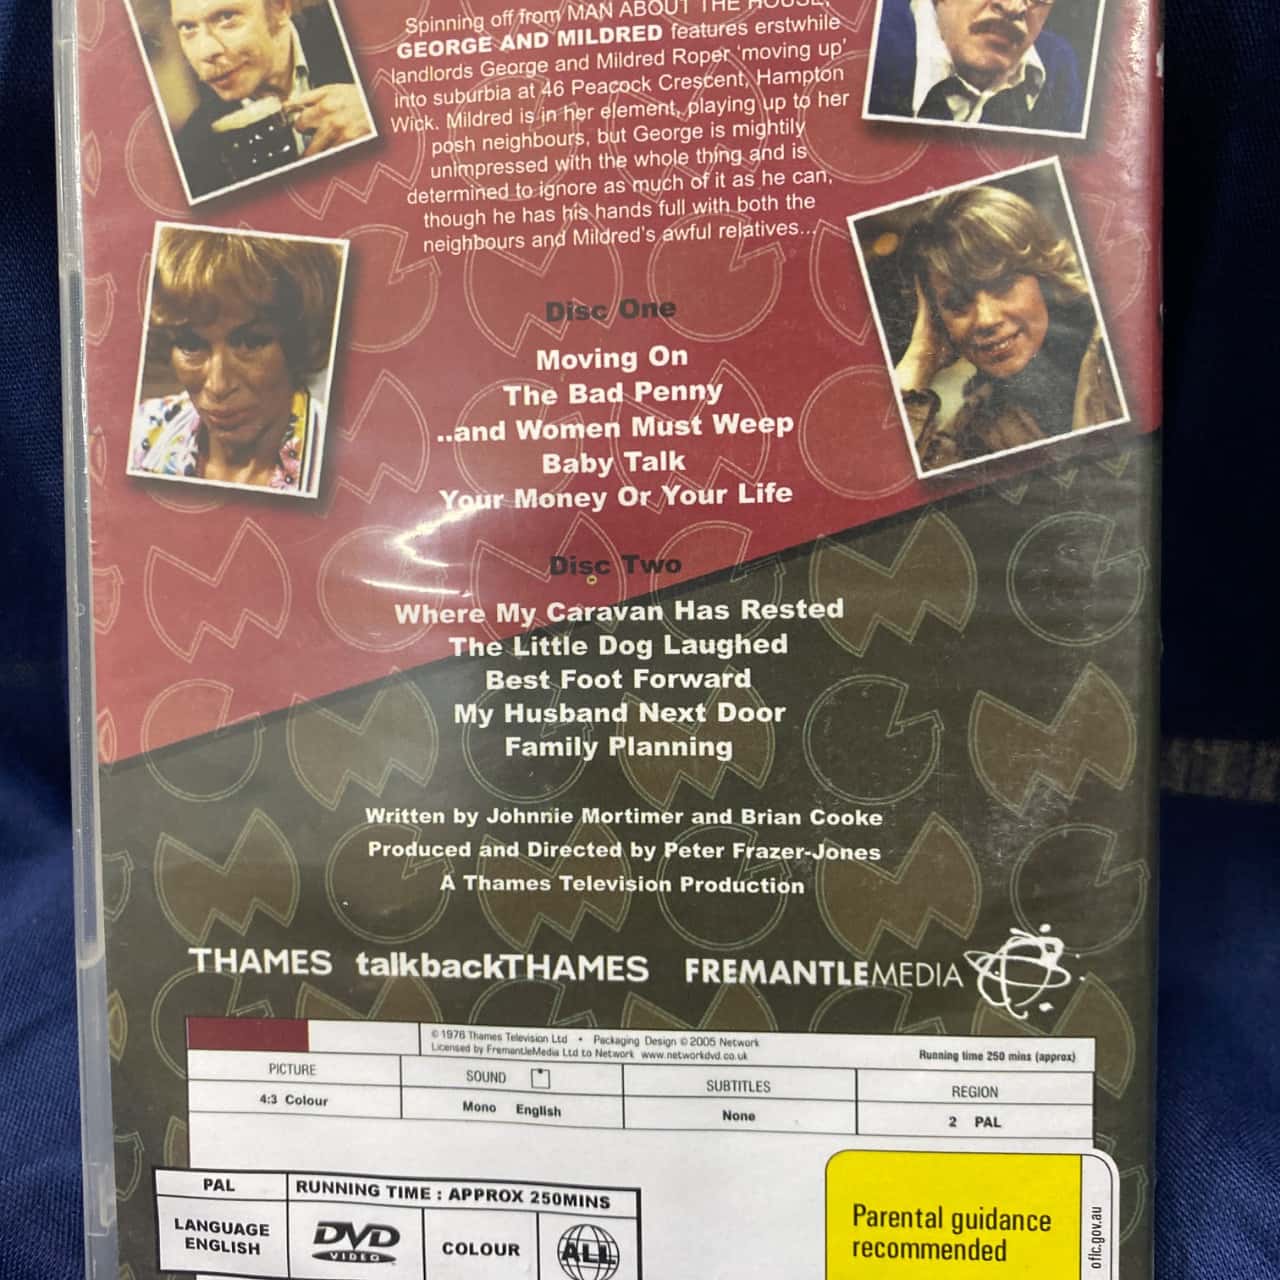 Spinning off from MAN ABOUT THE HOUSE,
GEORGE AND MILDRED features erstwhile
landlords George and Mildred Roper 'moving up'
into suburbia at 46 Peacock Crescent, Hampton
Wick. Mildred is in her element, playing up to her
posh neighbours, but George is mightily
unimpressed with the whole thing and is
determined to ignore as much of it as he can,
though he has his hands full with both the
neighbours and Mildred's awful relatives...
Disc One
Moving On
The Bad Penny
..and Women Must Weep
Baby Talk
Your Money Or Your Life
Disc Two
Where My Caravan Has Rested
The Little Dog Laughed
Best Foot Forward
My Husband Next Door
Family Planning
Written by Johnnie Mortimer and Brian Cooke
Produced and Directed by Peter Frazer-Jones
A Thames Television Production
THAMES talkbackTHAMES FREMANTLEMEDIA
© 1976 Thames Television Ltd • Packaging Design © 2005 Network
Licensed by FremantleMedia Ltd to Network www.networkdvd.co.uk
Running time 250 mins (approx)
PICTURE SOUND SUBTITLES REGION
4:3 Colour Mono English None 2 PAL
PAL RUNNING TIME : APPROX 250MINS
LANGUAGE ENGLISH DVD VIDEO COLOUR ALL
Parental guidance
recommended
oflc.gov.au